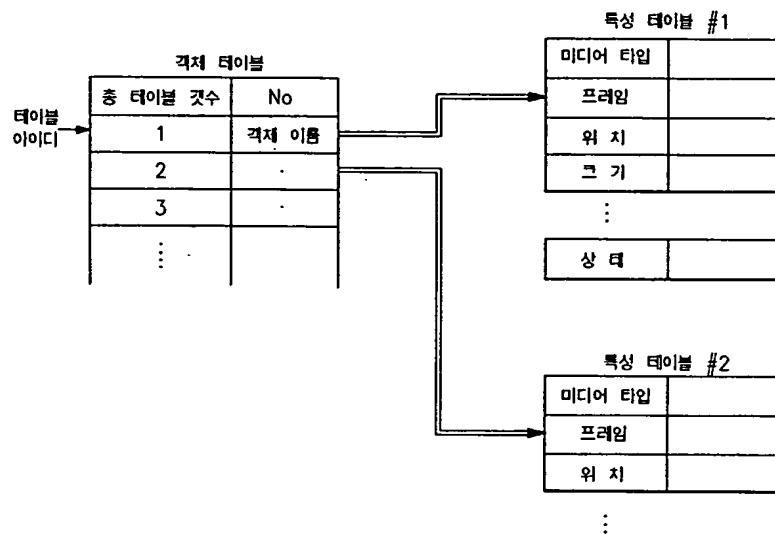 특성 테이블 #1
미디어 타입
프레임
위 치
크 기
⋮
상 태
객체 테이블
총 테이블 갯수 No
1 객체 이름
2 ·
3 ·
⋮
테이블
아이디
특성 테이블 #2
미디어 타입
프레임
위 치
⋮